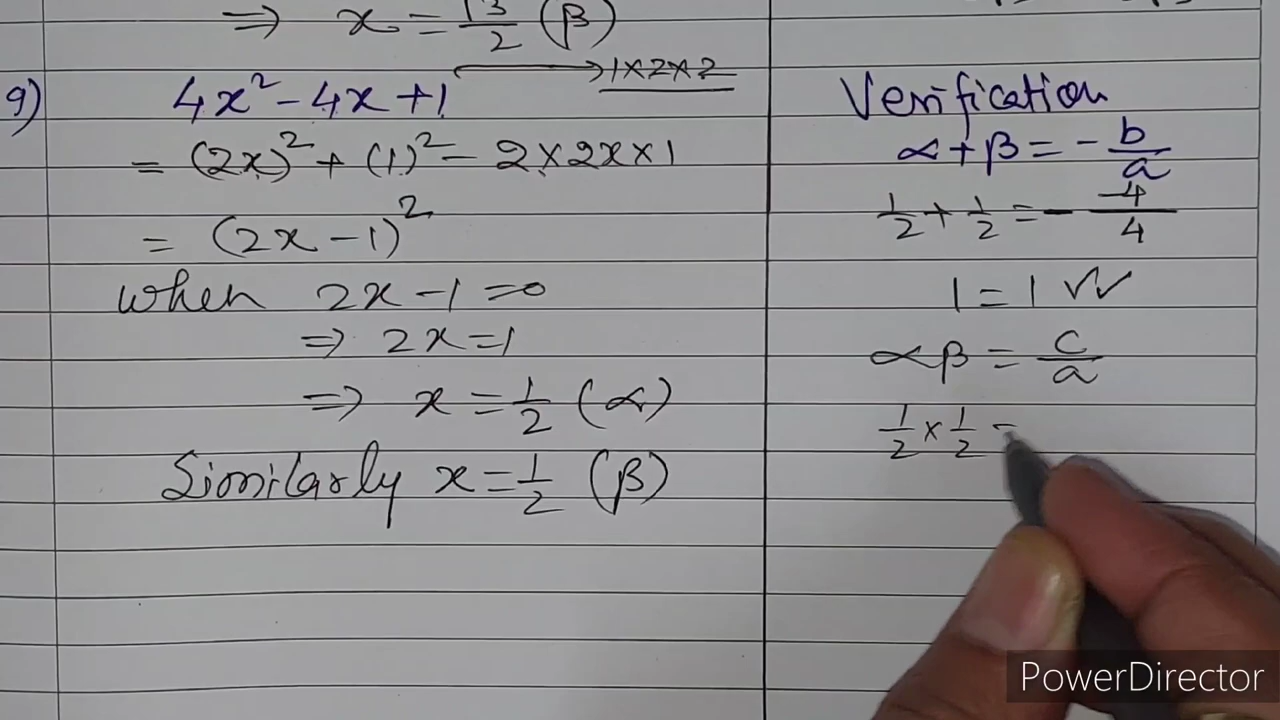 ⇒ x = √3/2 (β)
9) 4x² - 4x + 1 → 1×2×2
= (2x)² + (1)² - 2×2x×1
= (2x - 1)²
when 2x - 1 = 0
⇒ 2x = 1
⇒ x = 1/2 (α)
Similarly x = 1/2 (β)
Verification
α + β = - b/a
1/2 + 1/2 = - -4/4
1 = 1 ✓✓
αβ = c/a
1/2 × 1/2 =
PowerDirector